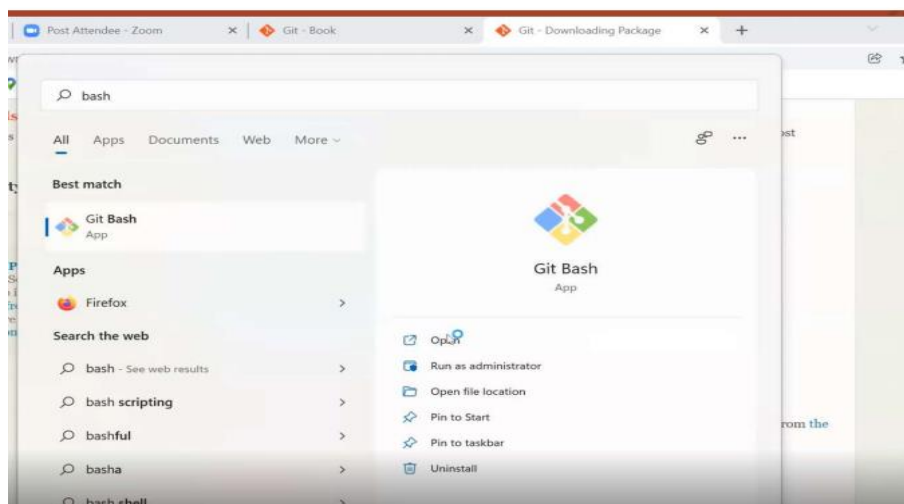 Post Attendee - Zoom
Git - Book
Git - Downloading Package
bash
All Apps Documents Web More
Best match
Git Bash
App
Apps
Firefox
Search the web
bash - See web results
bash scripting
bashful
basha
bash shell
Git Bash
App
Open
Run as administrator
Open file location
Pin to Start
Pin to taskbar
Uninstall
rom the